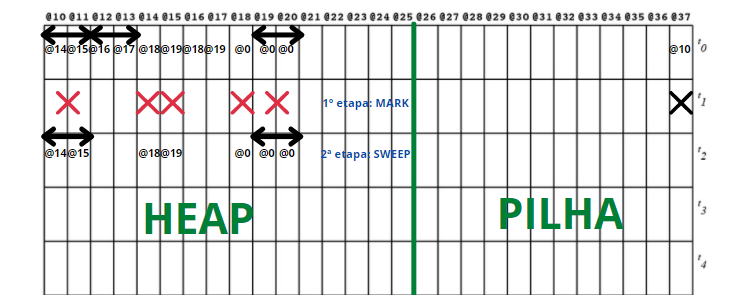 @10 @11 @12 @13 @14 @15 @16 @17 @18 @19 @20 @21 @22 @23 @24 @25 @26 @27 @28 @29 @30 @31 @32 @33 @34 @35 @36 @37
@14 @15 @16 @17 @18 @19 @18 @19 @0 @0 @0 @10 t0
1º etapa: MARK t1
@14 @15 @18 @19 @0 @0 @0 2ª etapa: SWEEP t2
HEAP PILHA t3
t4